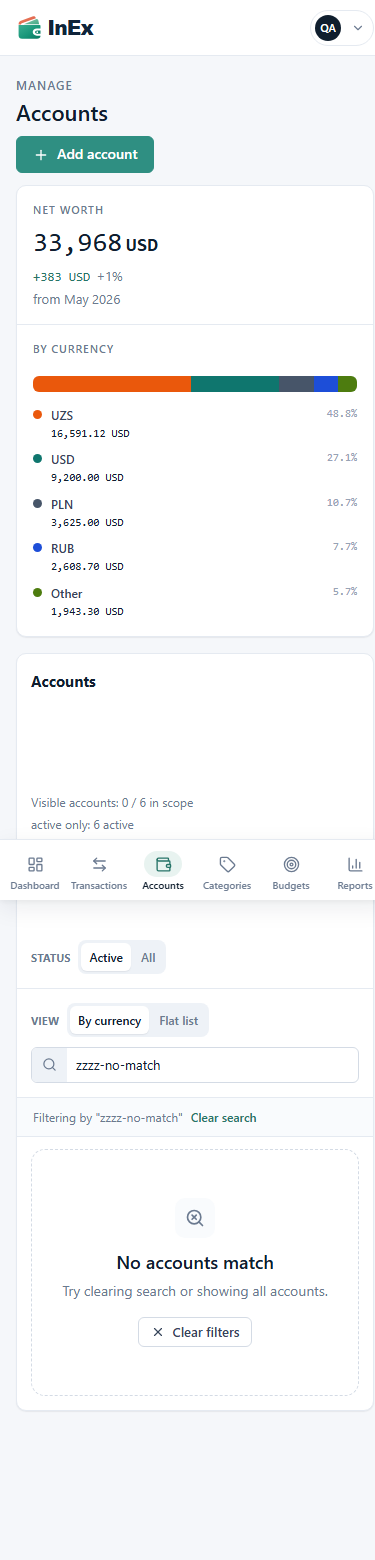 InEx
QA
MANAGE
Accounts
Add account
NET WORTH
33,968 USD
+383 USD +1%
from May 2026
BY CURRENCY
UZS 48.8%
16,591.12 USD
USD 27.1%
9,200.00 USD
PLN 10.7%
3,625.00 USD
RUB 7.7%
2,608.70 USD
Other 5.7%
1,943.30 USD
Accounts
Visible accounts: 0 / 6 in scope
active only: 6 active
Dashboard Transactions Accounts Categories Budgets Reports
STATUS Active All
VIEW By currency Flat list
zzzz-no-match
Filtering by "zzzz-no-match" Clear search
No accounts match
Try clearing search or showing all accounts.
Clear filters